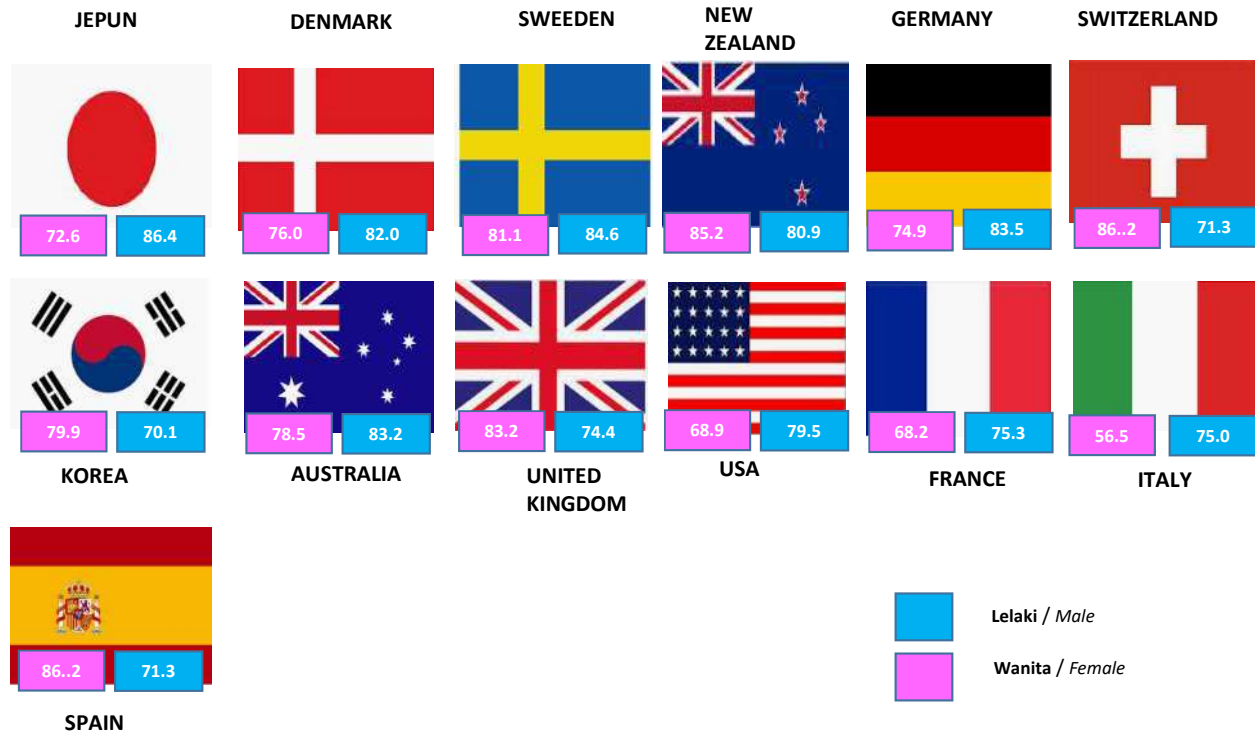 JEPUN
DENMARK
SWEEDEN
NEW
ZEALAND
GERMANY
SWITZERLAND
72.6 86.4
76.0 82.0
81.1 84.6
85.2 80.9
74.9 83.5
86..2 71.3
79.9 70.1
78.5 83.2
83.2 74.4
68.9 79.5
68.2 75.3
56.5 75.0
KOREA
AUSTRALIA
UNITED
KINGDOM
USA
FRANCE
ITALY
86..2 71.3
SPAIN
Lelaki / Male
Wanita / Female